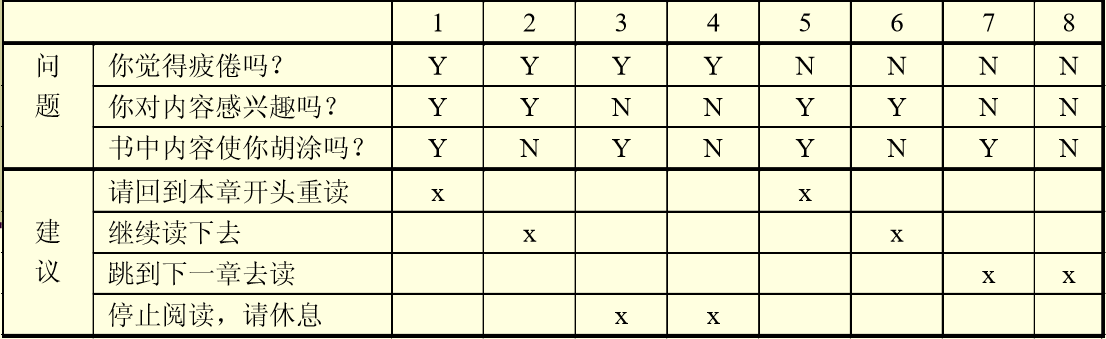 1 2 3 4 5 6 7 8
问题
你觉得疲倦吗? Y Y Y Y N N N N
你对内容感兴趣吗? Y Y N N Y Y N N
书中内容使你胡涂吗? Y N Y N Y N Y N
建议
请回到本章开头重读 x x
继续读下去 x x
跳到下一章去读 x x
停止阅读，请休息 x x